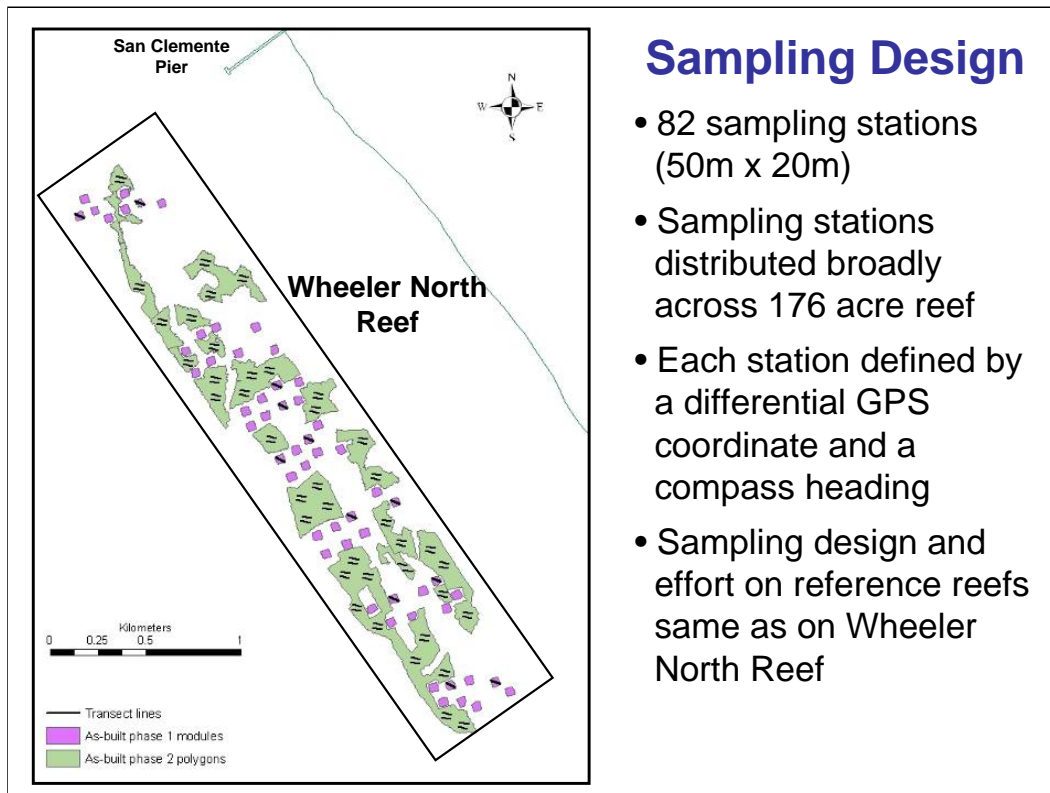 San Clemente
Pier
N
W E
S
Wheeler North
Reef
Kilometers
0 0.25 0.5 1
Transect lines
As-built phase 1 modules
As-built phase 2 polygons
Sampling Design
• 82 sampling stations
(50m x 20m)
• Sampling stations
distributed broadly
across 176 acre reef
• Each station defined by
a differential GPS
coordinate and a
compass heading
• Sampling design and
effort on reference reefs
same as on Wheeler
North Reef